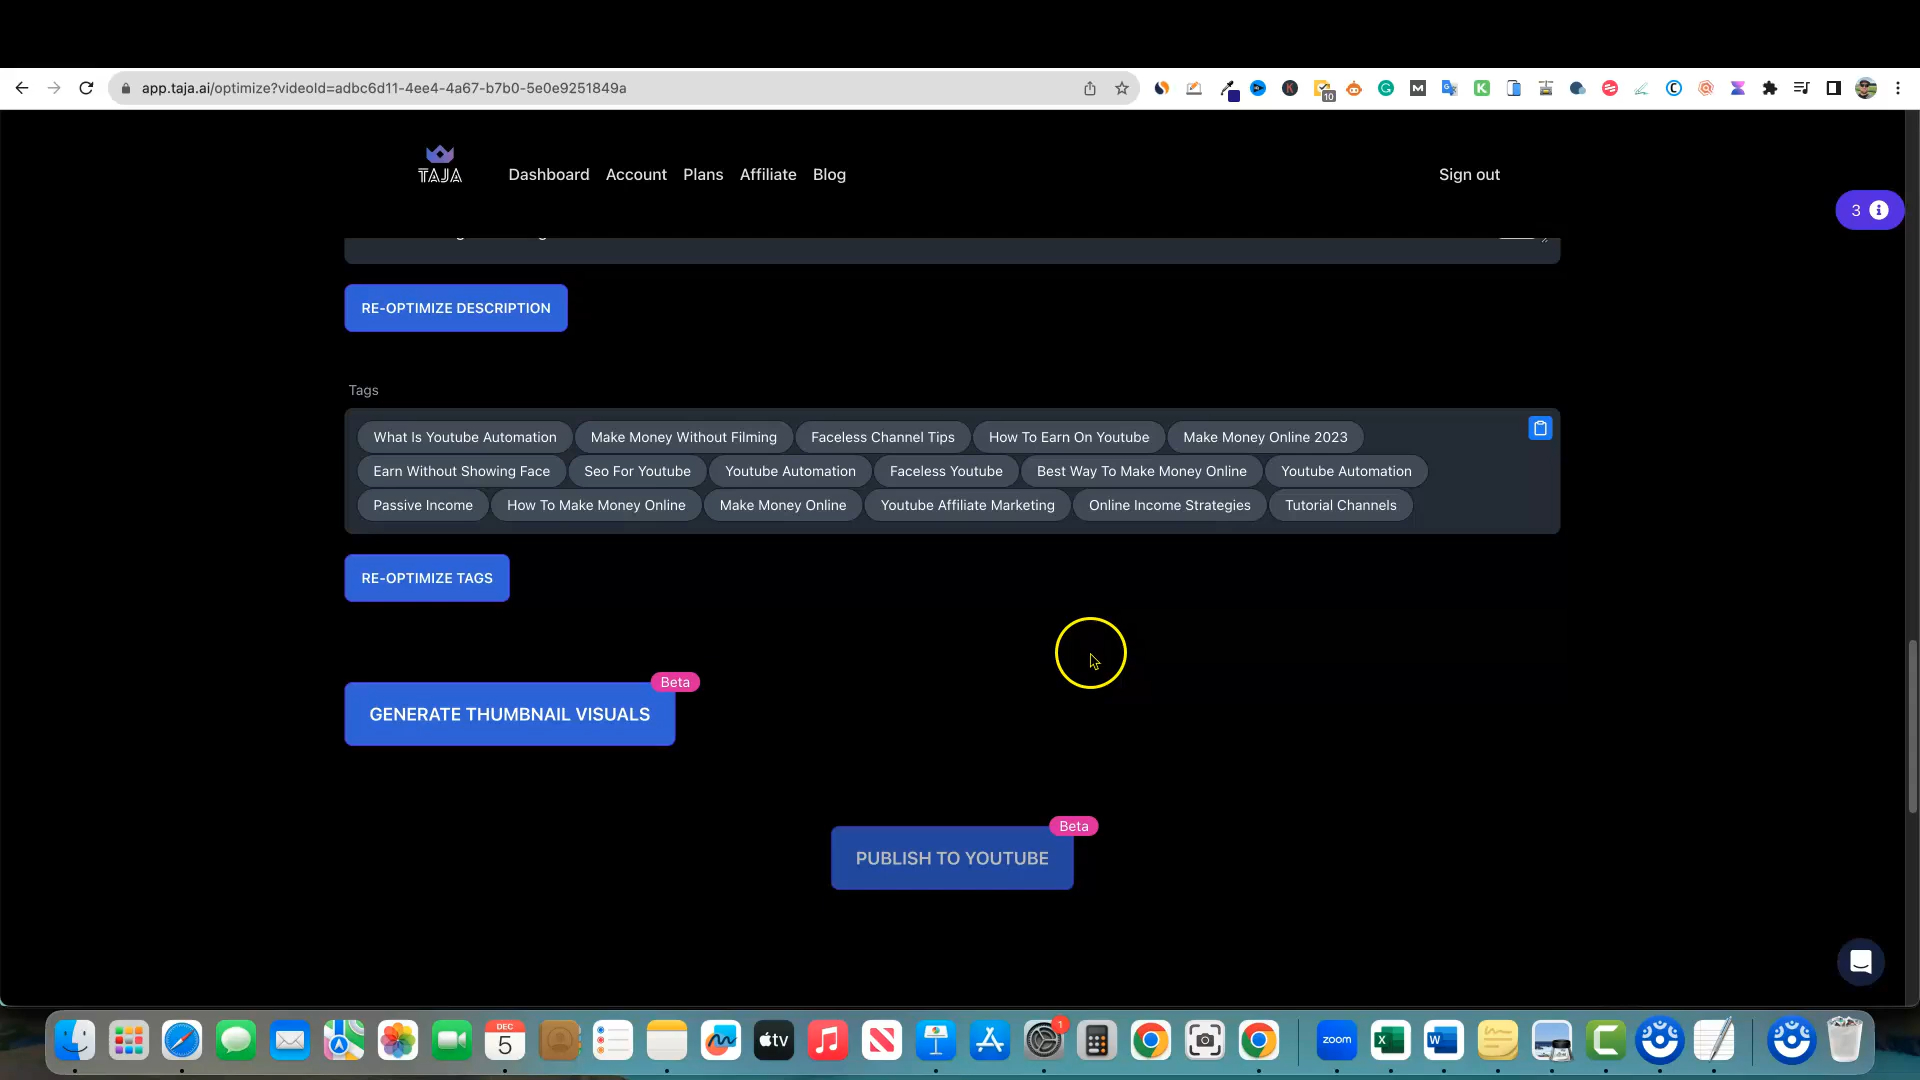 app.taja.ai/optimize?videoId=adbc6d11-4ee4-4a67-b7b0-5e0e9251849a
10
TAJA
Dashboard Account Plans Affiliate Blog
Sign out
3
RE-OPTIMIZE DESCRIPTION
Tags
What Is Youtube Automation Make Money Without Filming Faceless Channel Tips How To Earn On Youtube Make Money Online 2023
Earn Without Showing Face Seo For Youtube Youtube Automation Faceless Youtube Best Way To Make Money Online Youtube Automation
Passive Income How To Make Money Online Make Money Online Youtube Affiliate Marketing Online Income Strategies Tutorial Channels
RE-OPTIMIZE TAGS
Beta
GENERATE THUMBNAIL VISUALS
Beta
PUBLISH TO YOUTUBE
DEC
5
tv
1
zoom
X
W